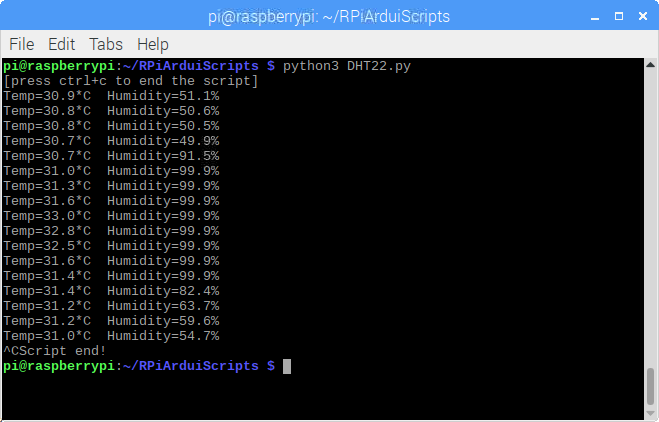 pi@raspberrypi: ~/RPiArduiScripts
File Edit Tabs Help
pi@raspberrypi:~/RPiArduiScripts $ python3 DHT22.py
[press ctrl+c to end the script]
Temp=30.9*C  Humidity=51.1%
Temp=30.8*C  Humidity=50.6%
Temp=30.8*C  Humidity=50.5%
Temp=30.7*C  Humidity=49.9%
Temp=30.7*C  Humidity=91.5%
Temp=31.0*C  Humidity=99.9%
Temp=31.3*C  Humidity=99.9%
Temp=31.6*C  Humidity=99.9%
Temp=33.0*C  Humidity=99.9%
Temp=32.8*C  Humidity=99.9%
Temp=32.5*C  Humidity=99.9%
Temp=31.6*C  Humidity=99.9%
Temp=31.4*C  Humidity=99.9%
Temp=31.4*C  Humidity=82.4%
Temp=31.2*C  Humidity=63.7%
Temp=31.2*C  Humidity=59.6%
Temp=31.0*C  Humidity=54.7%
^CScript end!
pi@raspberrypi:~/RPiArduiScripts $